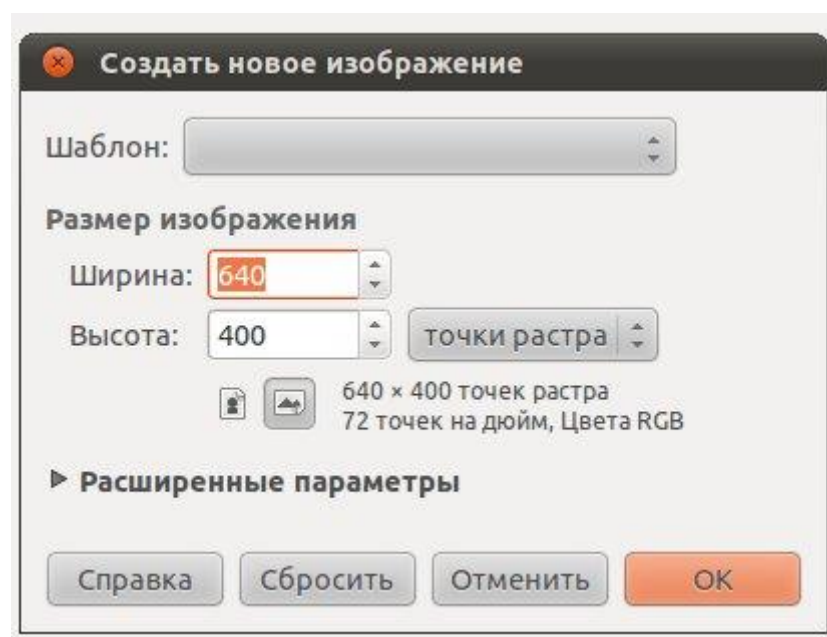 Создать новое изображение
Шаблон:
Размер изображения
Ширина: 640
Высота: 400 точки растра
640 × 400 точек растра
72 точек на дюйм, Цвета RGB
Расширенные параметры
Справка Сбросить Отменить OK